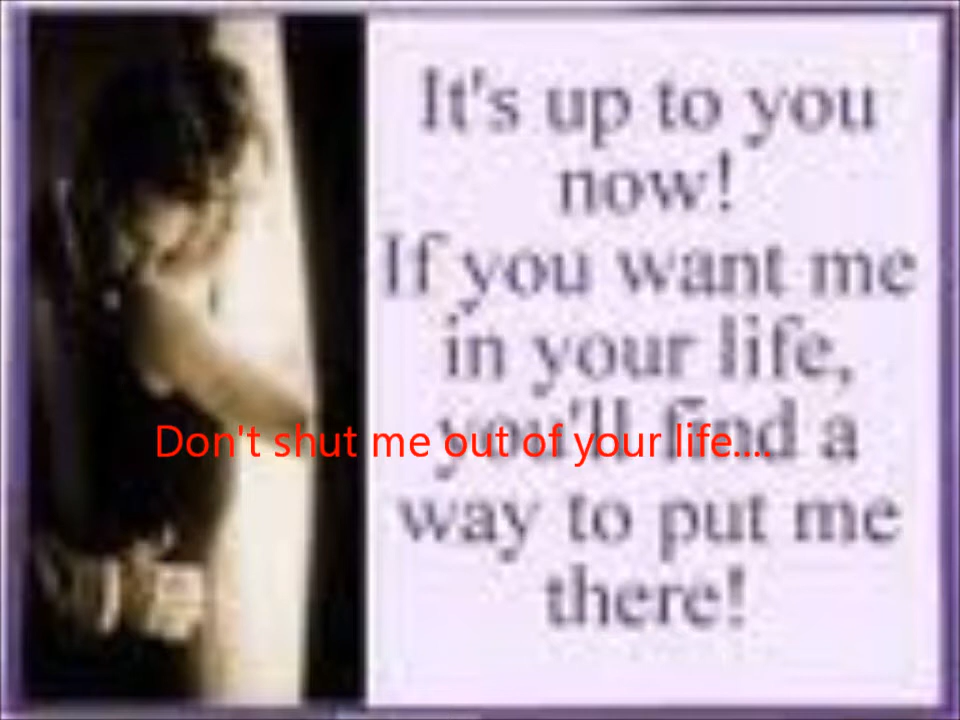 It's up to you
now!
If you want me
in your life,
you'll find a
Don't shut me out of your life....
way to put me
there!